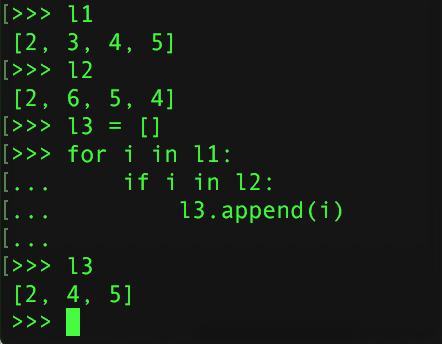 [>>> l1
[2, 3, 4, 5]
[>>> l2
[2, 6, 5, 4]
[>>> l3 = []
[>>> for i in l1:
[...     if i in l2:
[...         l3.append(i)
[...
[>>> l3
[2, 4, 5]
>>>